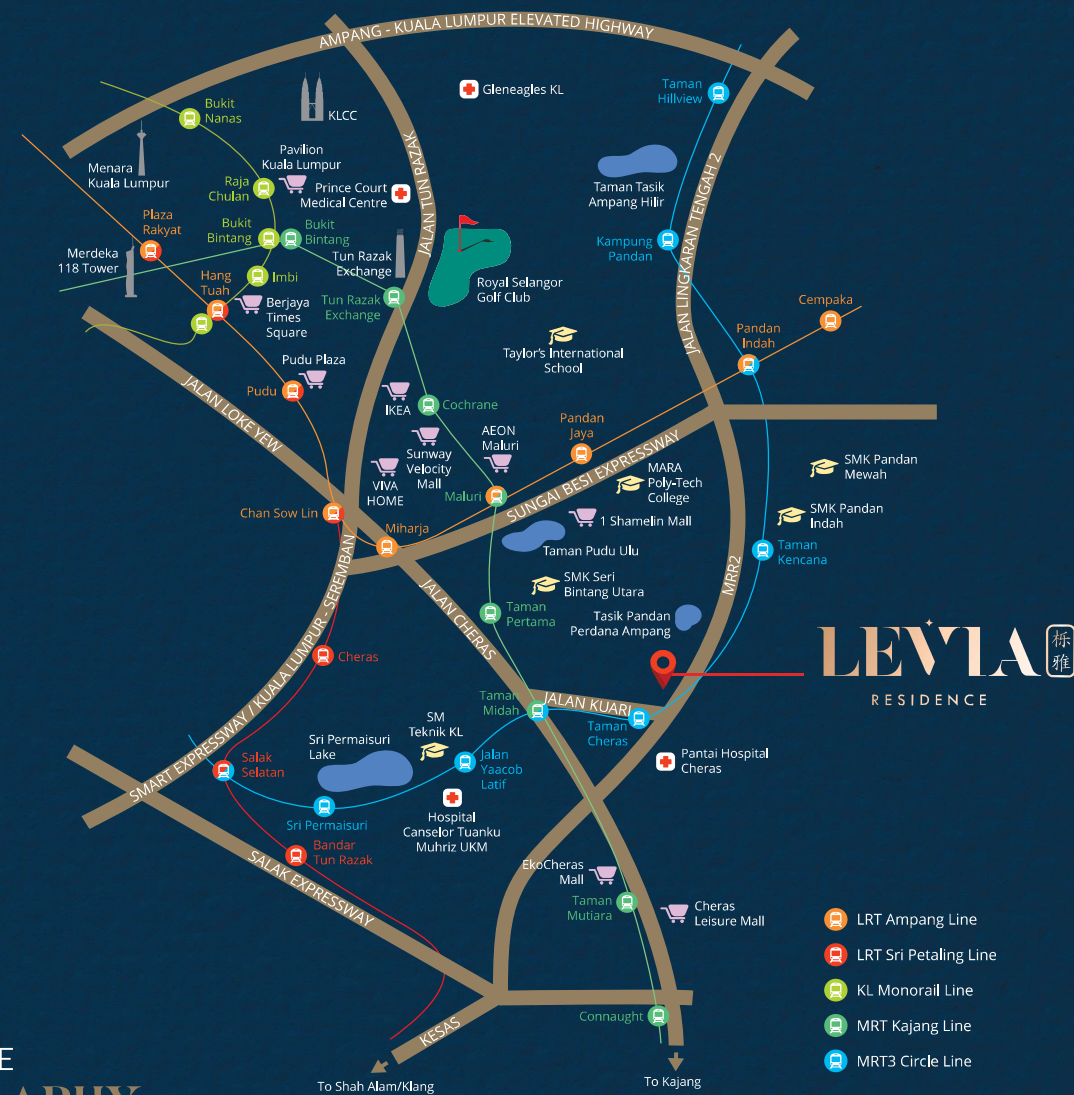 AMPANG - KUALA LUMPUR ELEVATED HIGHWAY
Gleneagles KL
Taman
Hillview
Bukit
Nanas
KLCC
Menara
Kuala Lumpur
Pavilion
Kuala Lumpur
Raja
Chulan
Prince Court
Medical Centre
JALAN TUN RAZAK
Taman Tasik
Ampang Hilir
JALAN LINGKARAN TENGAH 2
Plaza
Rakyat
Bukit
Bintang
Bukit
Bintang
Kampung
Pandan
Merdeka
118 Tower
Tun Razak
Exchange
Hang
Tuah
Imbi
Tun Razak
Exchange
Royal Selangor
Golf Club
Cempaka
Berjaya
Times
Square
Pandan
Indah
Taylor's International
School
Pudu Plaza
Pudu
JALAN LOKE YEW
IKEA
Cochrane
Pandan
Jaya
AEON
Maluri
Sunway
Velocity
Mall
VIVA
HOME
Maluri
SUNGAI BESI EXPRESSWAY
MARA
Poly-Tech
College
SMK Pandan
Mewah
SMK Pandan
Indah
Chan Sow Lin
Miharja
1 Shamelin Mall
Taman Pudu Ulu
Taman
Kencana
MRR2
SMK Seri
Bintang Utara
JALAN CHERAS
Taman
Pertama
Tasik Pandan
Perdana Ampang
SMART EXPRESSWAY / KUALA LUMPUR - SEREMBAN
Cheras
LEVIA
栎雅
RESIDENCE
Taman
Midah
JALAN KUARI
Taman
Cheras
SM
Teknik KL
Sri Permaisuri
Lake
Jalan
Yaacob
Latif
Pantai Hospital
Cheras
Salak
Selatan
Sri Permaisuri
Hospital
Canselor Tuanku
Muhriz UKM
Bandar
Tun Razak
SALAK EXPRESSWAY
EkoCheras
Mall
Taman
Mutiara
Cheras
Leisure Mall
LRT Ampang Line
LRT Sri Petaling Line
KL Monorail Line
MRT Kajang Line
MRT3 Circle Line
Connaught
KESAS
To Shah Alam/Klang
To Kajang
E